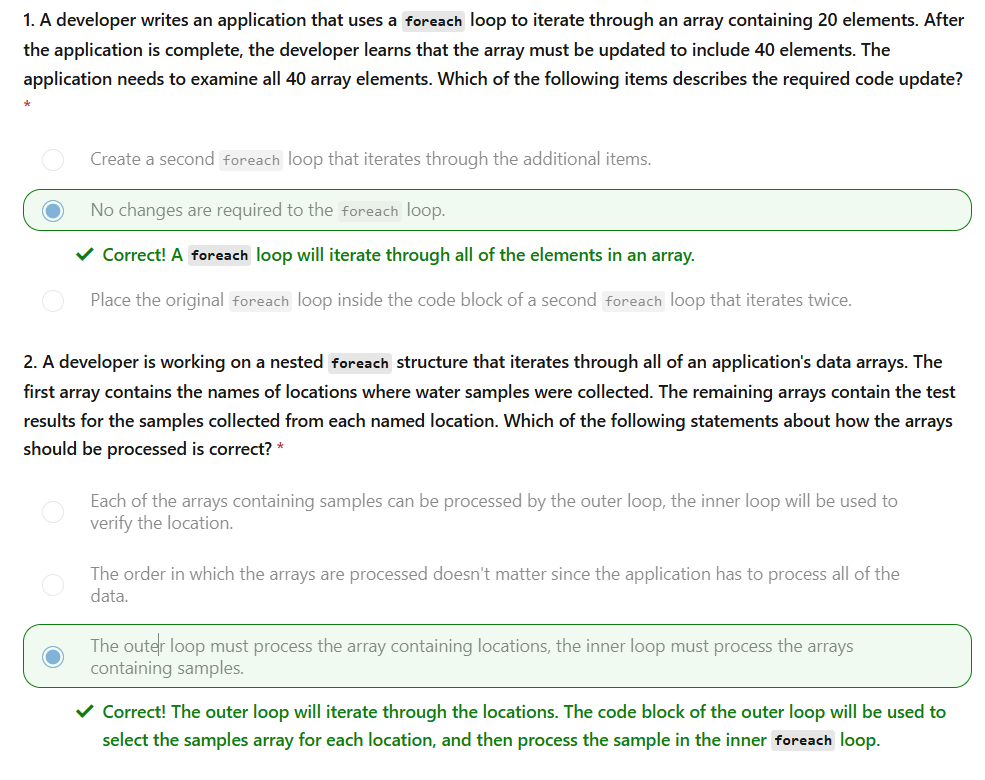 1. A developer writes an application that uses a foreach loop to iterate through an array containing 20 elements. After
the application is complete, the developer learns that the array must be updated to include 40 elements. The
application needs to examine all 40 array elements. Which of the following items describes the required code update?
*
Create a second foreach loop that iterates through the additional items.
No changes are required to the foreach loop.
✔ Correct! A foreach loop will iterate through all of the elements in an array.
Place the original foreach loop inside the code block of a second foreach loop that iterates twice.
2. A developer is working on a nested foreach structure that iterates through all of an application's data arrays. The
first array contains the names of locations where water samples were collected. The remaining arrays contain the test
results for the samples collected from each named location. Which of the following statements about how the arrays
should be processed is correct? *
Each of the arrays containing samples can be processed by the outer loop, the inner loop will be used to
verify the location.
The order in which the arrays are processed doesn't matter since the application has to process all of the
data.
The outer loop must process the array containing locations, the inner loop must process the arrays
containing samples.
✔ Correct! The outer loop will iterate through the locations. The code block of the outer loop will be used to
select the samples array for each location, and then process the sample in the inner foreach loop.